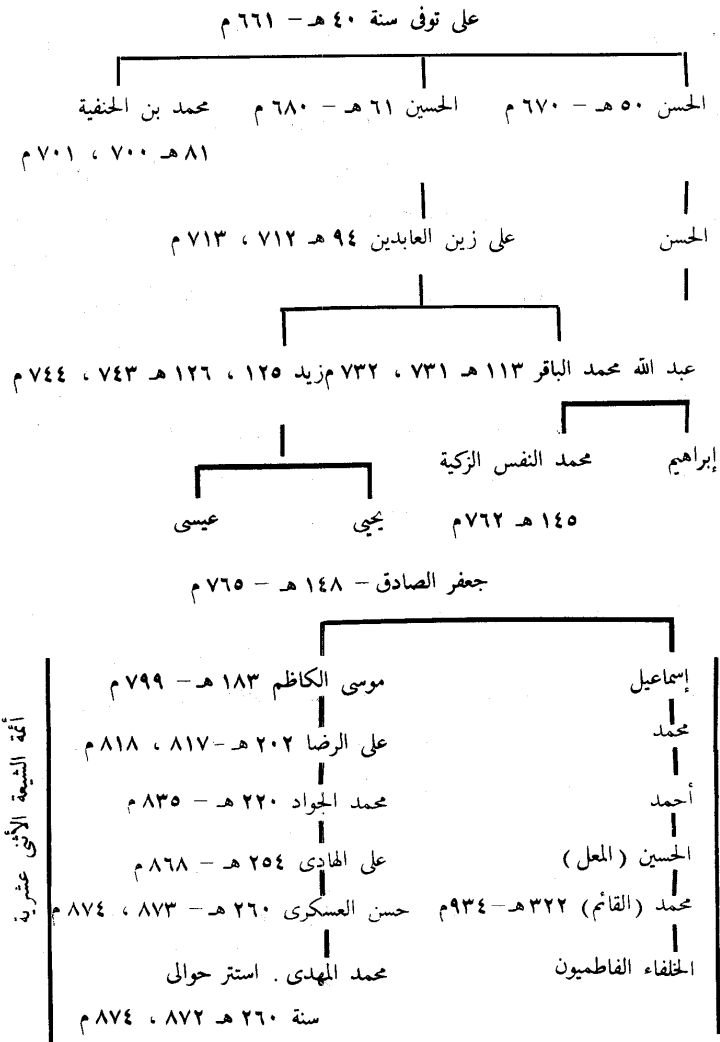 على توفى سنة ٤٠ هـ – ٦٦١ م
الحسن ٥٠ هـ – ٦٧٠ م الحسين ٦١ هـ – ٦٨٠ م محمد بن الحنفية
٨١ هـ ٧٠٠ ، ٧٠١ م
الحسن على زين العابدين ٩٤ هـ ٧١٢ ، ٧١٣ م
عبد الله محمد الباقر ١١٣ هـ ٧٣١ ، ٧٣٢ م زيد ١٢٥ ، ١٢٦ هـ ٧٤٣ ، ٧٤٤ م
إبراهيم محمد النفس الزكية
١٤٥ هـ ٧٦٢ م يحيى عيسى
جعفر الصادق – ١٤٨ هـ – ٧٦٥ م
إسماعيل موسى الكاظم ١٨٣ هـ – ٧٩٩ م
محمد على الرضا ٢٠٢ هـ – ٨١٧ ، ٨١٨ م
أحمد محمد الجواد ٢٢٠ هـ – ٨٣٥ م
الحسين (المعل) على الهادى ٢٥٤ هـ – ٨٦٨ م
محمد (القائم) ٣٢٢ هـ – ٩٣٤ م حسن العسكرى ٢٦٠ هـ – ٨٧٣ ، ٨٧٤ م
الخلفاء الفاطميون محمد المهدى . استتر حوالى
سنة ٢٦٠ هـ ٨٧٢ ، ٨٧٤ م
أئمة الشيعة الأثنى عشرية